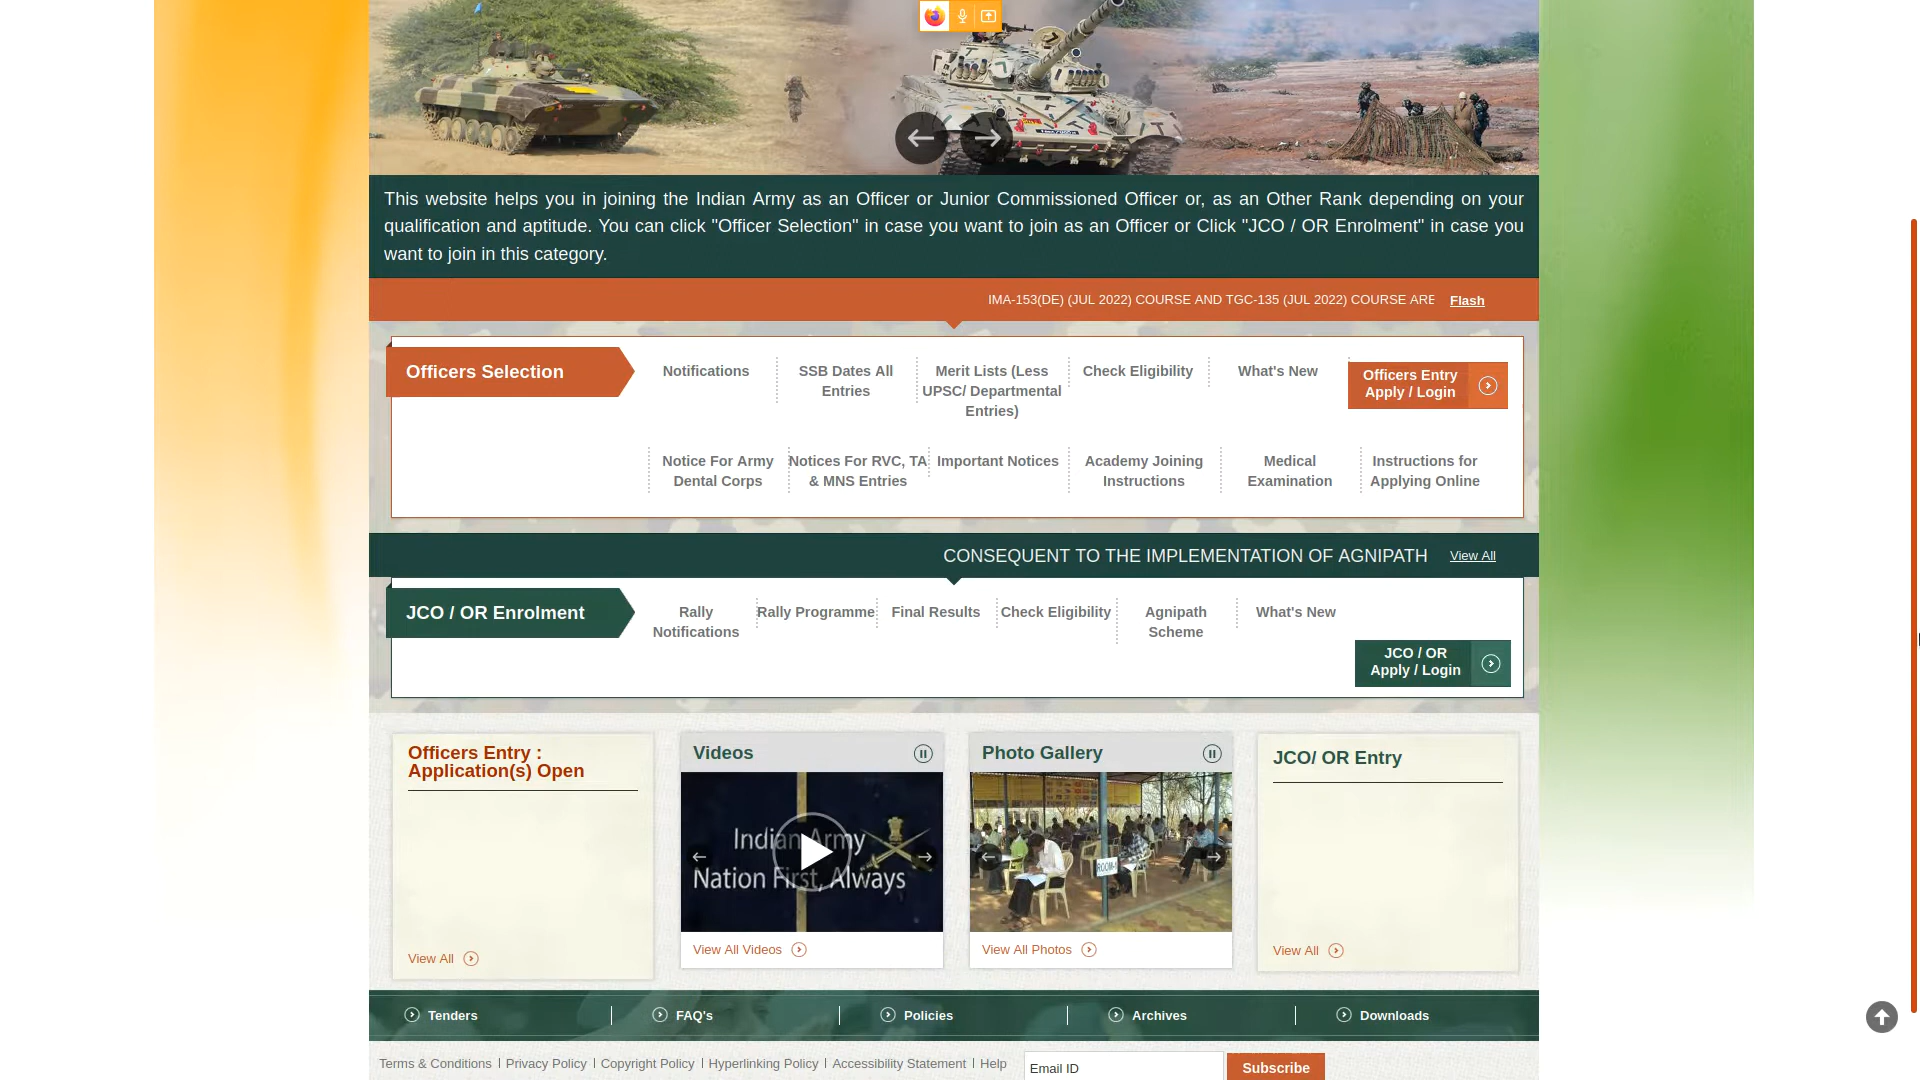 This website helps you in joining the Indian Army as an Officer or Junior Commissioned Officer or, as an Other Rank depending on your
qualification and aptitude. You can click "Officer Selection" in case you want to join as an Officer or Click "JCO / OR Enrolment" in case you
want to join in this category.
IMA-153(DE) (JUL 2022) COURSE AND TGC-135 (JUL 2022) COURSE ARE
Flash
Officers Selection
Notifications
SSB Dates All
Entries
Merit Lists (Less
UPSC/ Departmental
Entries)
Check Eligibility
What's New
Officers Entry
Apply / Login
Notice For Army
Dental Corps
Notices For RVC, TA
& MNS Entries
Important Notices
Academy Joining
Instructions
Medical
Examination
Instructions for
Applying Online
CONSEQUENT TO THE IMPLEMENTATION OF AGNIPATH
View All
JCO / OR Enrolment
Rally
Notifications
Rally Programme
Final Results
Check Eligibility
Agnipath
Scheme
What's New
JCO / OR
Apply / Login
Officers Entry :
Application(s) Open
View All
Videos
Indian Army
Nation First, Always
View All Videos
Photo Gallery
ROOM-1
View All Photos
JCO/ OR Entry
View All
Tenders
FAQ's
Policies
Archives
Downloads
Terms & Conditions
Privacy Policy
Copyright Policy
Hyperlinking Policy
Accessibility Statement
Help
Email ID
Subscribe